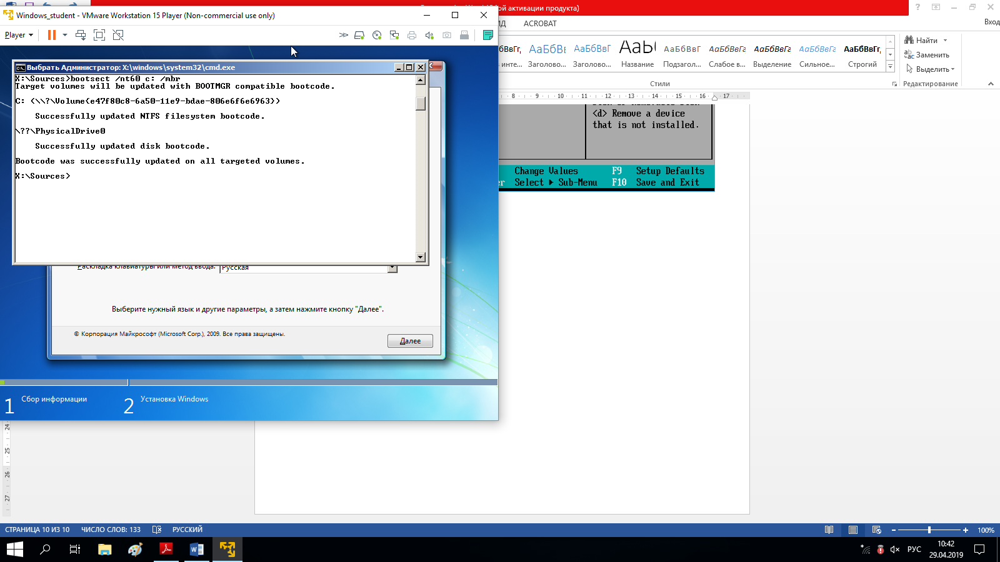 ой активации продукта)
Windows_student - VMware Workstation 15 Player (Non-commercial use only)
ИД ACROBAT
Вход
Player
АаБбВвГг, АаБбВı АаБбВвГ АаЬ АаБбВвГ АаБбВвГг АаБбВвГг АаБбВвГг АаБбВвГг,
в инте... Заголово... Заголово... Название Подзагол... Слабое в... Выделение Сильное... Строгий
Найти
Заменить
Выделить
Стили
Редактирование
8 9 10 11 12 13 14 15 16 17
Выбрать Администратор: X:\windows\system32\cmd.exe
X:\Sources>bootsect /nt60 c: /mbr
Target volumes will be updated with BOOTMGR compatible bootcode.
C: (\\?\Volume{e47f80c8-6a50-11e9-bdae-806e6f6e6963})
Successfully updated NTFS filesystem bootcode.
\??\PhysicalDrive0
Successfully updated disk bootcode.
Bootcode was successfully updated on all targeted volumes.
X:\Sources>
<d> Remove a device
that is not installed.
Change Values F9 Setup Defaults
er Select ▶ Sub-Menu F10 Save and Exit
Раскладка клавиатуры или метод ввода: Русская
Выберите нужный язык и другие параметры, а затем нажмите кнопку "Далее".
© Корпорация Майкрософт (Microsoft Corp.), 2009. Все права защищены.
Далее
1 Сбор информации 2 Установка Windows
24
25
26
27
СТРАНИЦА 10 ИЗ 10 ЧИСЛО СЛОВ: 133 РУССКИЙ
100%
РУС
10:42
29.04.2019